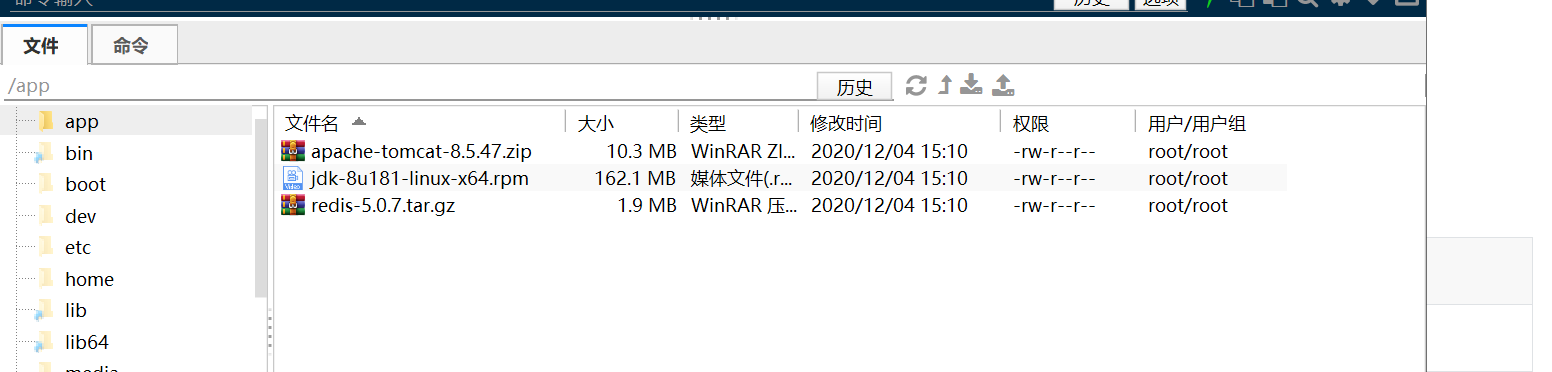 命令输入 历史 选项
文件 命令
/app 历史
app
bin
boot
dev
etc
home
lib
lib64
media
文件名 大小 类型 修改时间 权限 用户/用户组
apache-tomcat-8.5.47.zip 10.3 MB WinRAR ZI... 2020/12/04 15:10 -rw-r--r-- root/root
jdk-8u181-linux-x64.rpm 162.1 MB 媒体文件(.r... 2020/12/04 15:10 -rw-r--r-- root/root
redis-5.0.7.tar.gz 1.9 MB WinRAR 压... 2020/12/04 15:10 -rw-r--r-- root/root